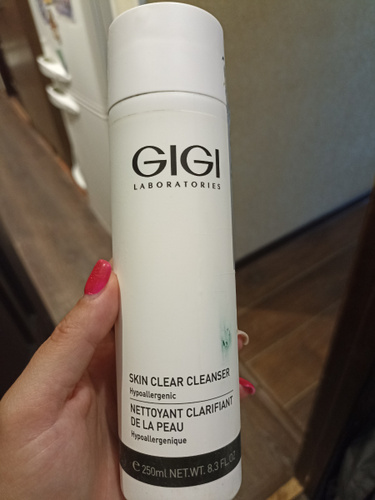 GIGI
LABORATORIES
SKIN CLEAR CLEANSER
Hypoallergenic
NETTOYANT CLARIFIANT
DE LA PEAU
Hypoallergenique
e 250ml NET.WT. 8.3 FL.OZ